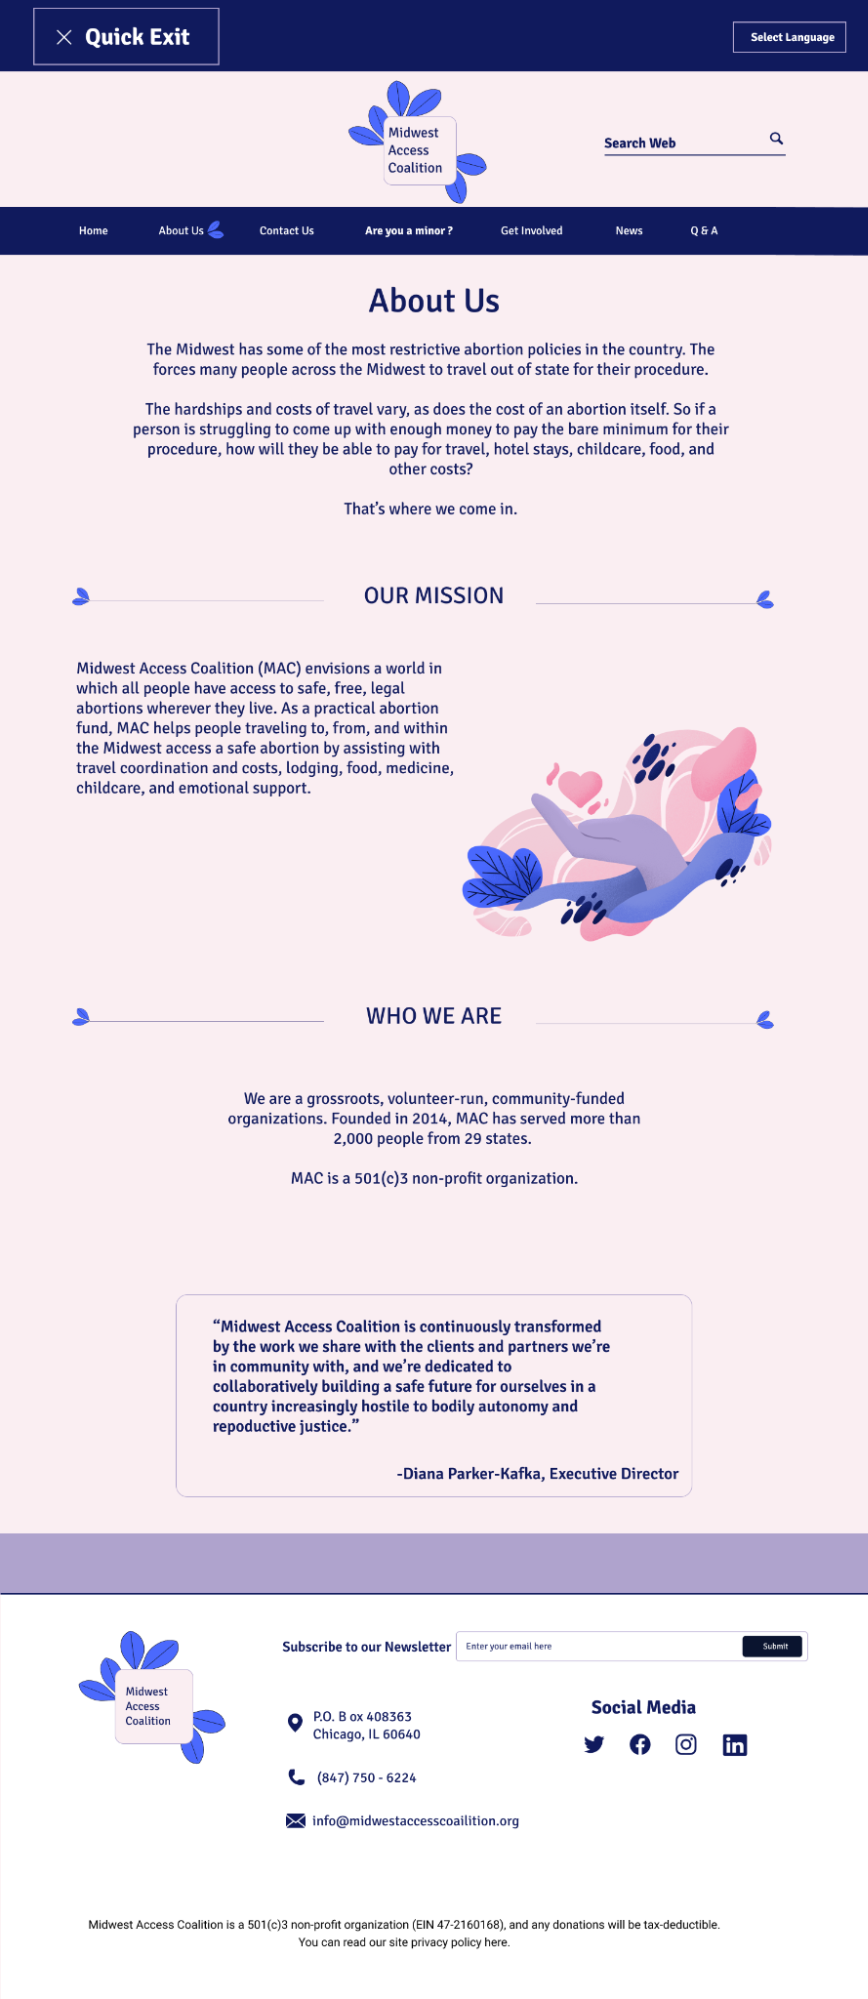 Quick Exit
Select Language
Midwest
Access
Coalition
Search Web
Home
About Us
Contact Us
Are you a minor ?
Get Involved
News
Q & A
About Us
The Midwest has some of the most restrictive abortion policies in the country. The
forces many people across the Midwest to travel out of state for their procedure.
The hardships and costs of travel vary, as does the cost of an abortion itself. So if a
person is struggling to come up with enough money to pay the bare minimum for their
procedure, how will they be able to pay for travel, hotel stays, childcare, food, and
other costs?
That's where we come in.
OUR MISSION
Midwest Access Coalition (MAC) envisions a world in
which all people have access to safe, free, legal
abortions wherever they live. As a practical abortion
fund, MAC helps people traveling to, from, and within
the Midwest access a safe abortion by assisting with
travel coordination and costs, lodging, food, medicine,
childcare, and emotional support.
WHO WE ARE
We are a grossroots, volunteer-run, community-funded
organizations. Founded in 2014, MAC has served more than
2,000 people from 29 states.
MAC is a 501(c)3 non-profit organization.
“Midwest Access Coalition is continuously transformed
by the work we share with the clients and partners we’re
in community with, and we’re dedicated to
collaboratively building a safe future for ourselves in a
country increasingly hostile to bodily autonomy and
repoductive justice.”
-Diana Parker-Kafka, Executive Director
Midwest
Access
Coalition
Subscribe to our Newsletter
Enter your email here
Submit
P.O. B ox 408363
Chicago, IL 60640
(847) 750 - 6224
info@midwestaccesscoailition.org
Social Media
Midwest Access Coalition is a 501(c)3 non-profit organization (EIN 47-2160168), and any donations will be tax-deductible.
You can read our site privacy policy here.